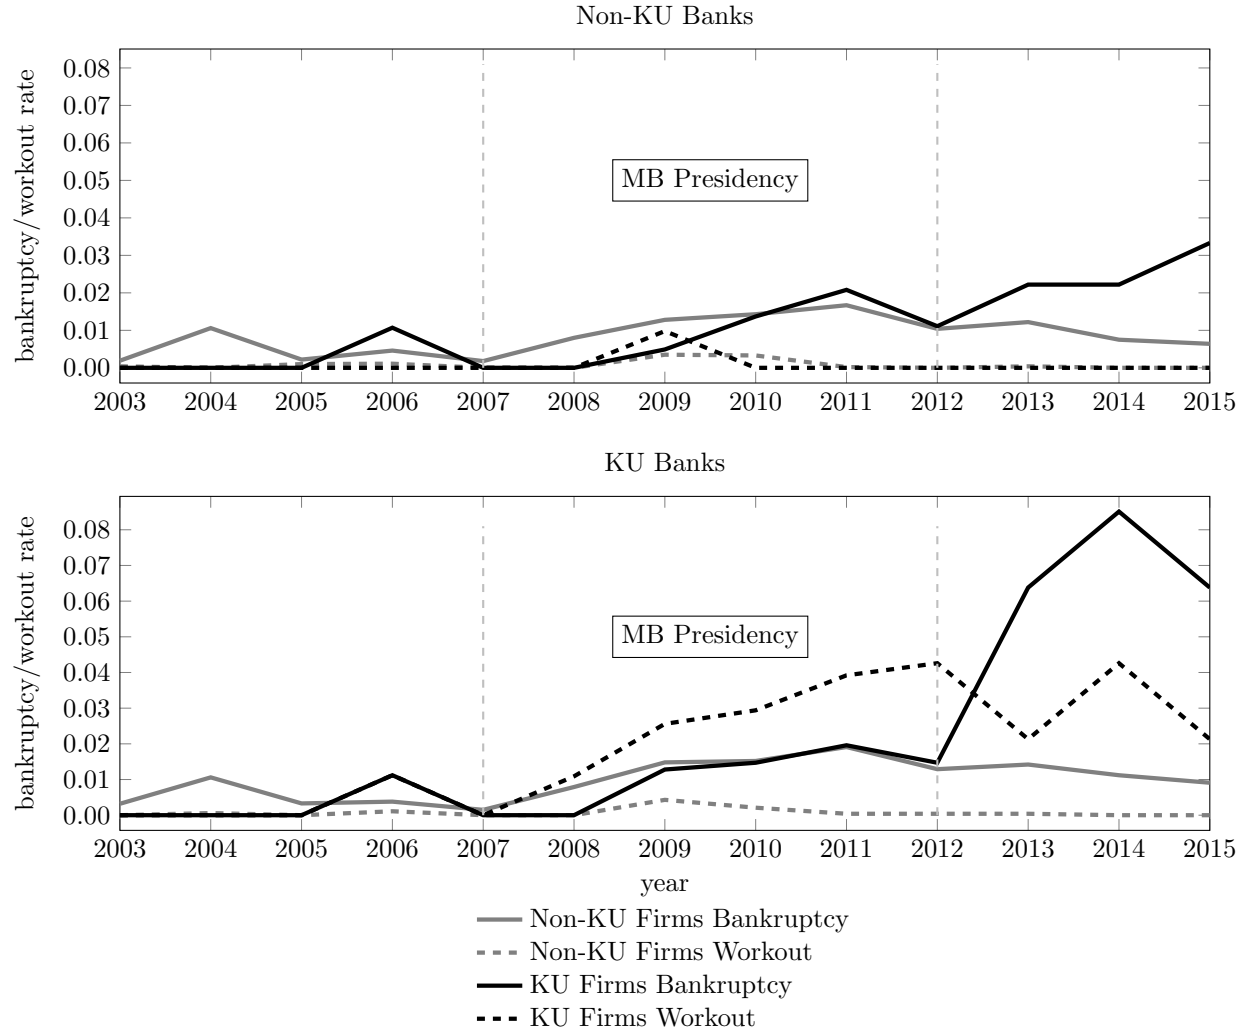 Non-KU Banks
bankruptcy/workout rate
0.08
0.07
0.06
0.05
0.04
0.03
0.02
0.01
0.00
MB Presidency
2003 2004 2005 2006 2007 2008 2009 2010 2011 2012 2013 2014 2015
KU Banks
bankruptcy/workout rate
0.08
0.07
0.06
0.05
0.04
0.03
0.02
0.01
0.00
MB Presidency
2003 2004 2005 2006 2007 2008 2009 2010 2011 2012 2013 2014 2015
year
Non-KU Firms Bankruptcy
Non-KU Firms Workout
KU Firms Bankruptcy
KU Firms Workout